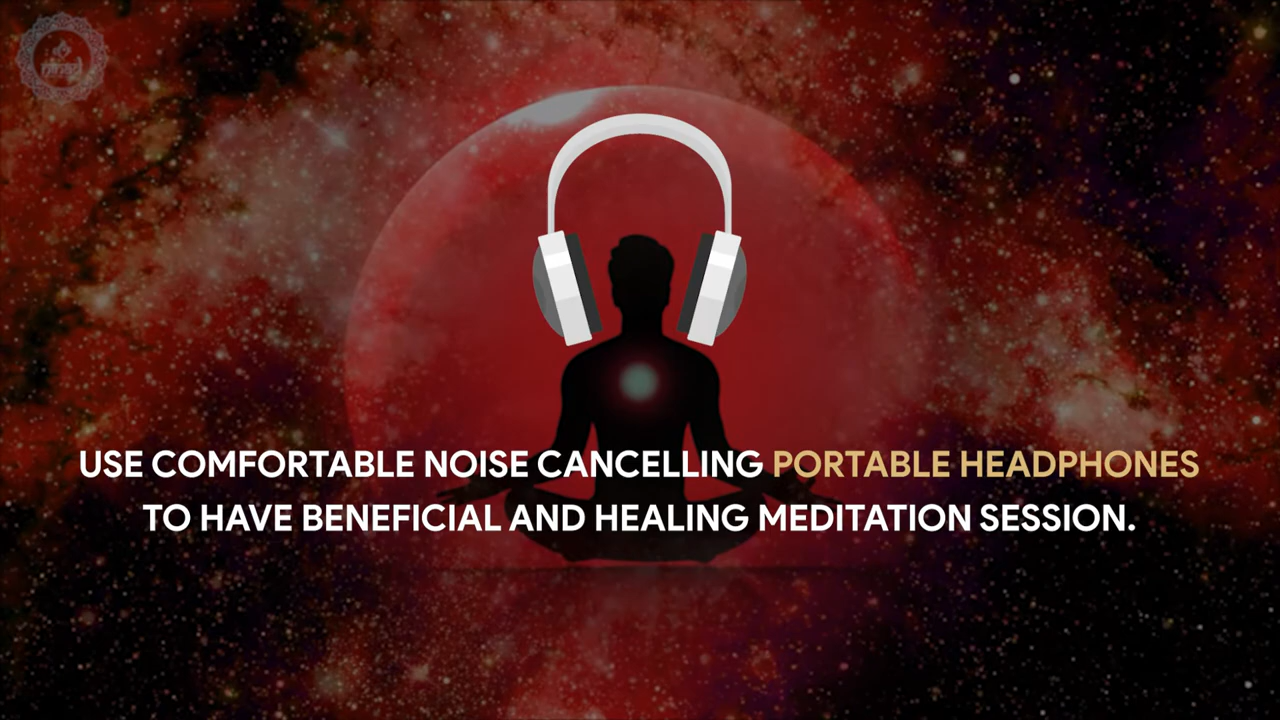 USE COMFORTABLE NOISE CANCELLING PORTABLE HEADPHONES
TO HAVE BENEFICIAL AND HEALING MEDITATION SESSION.